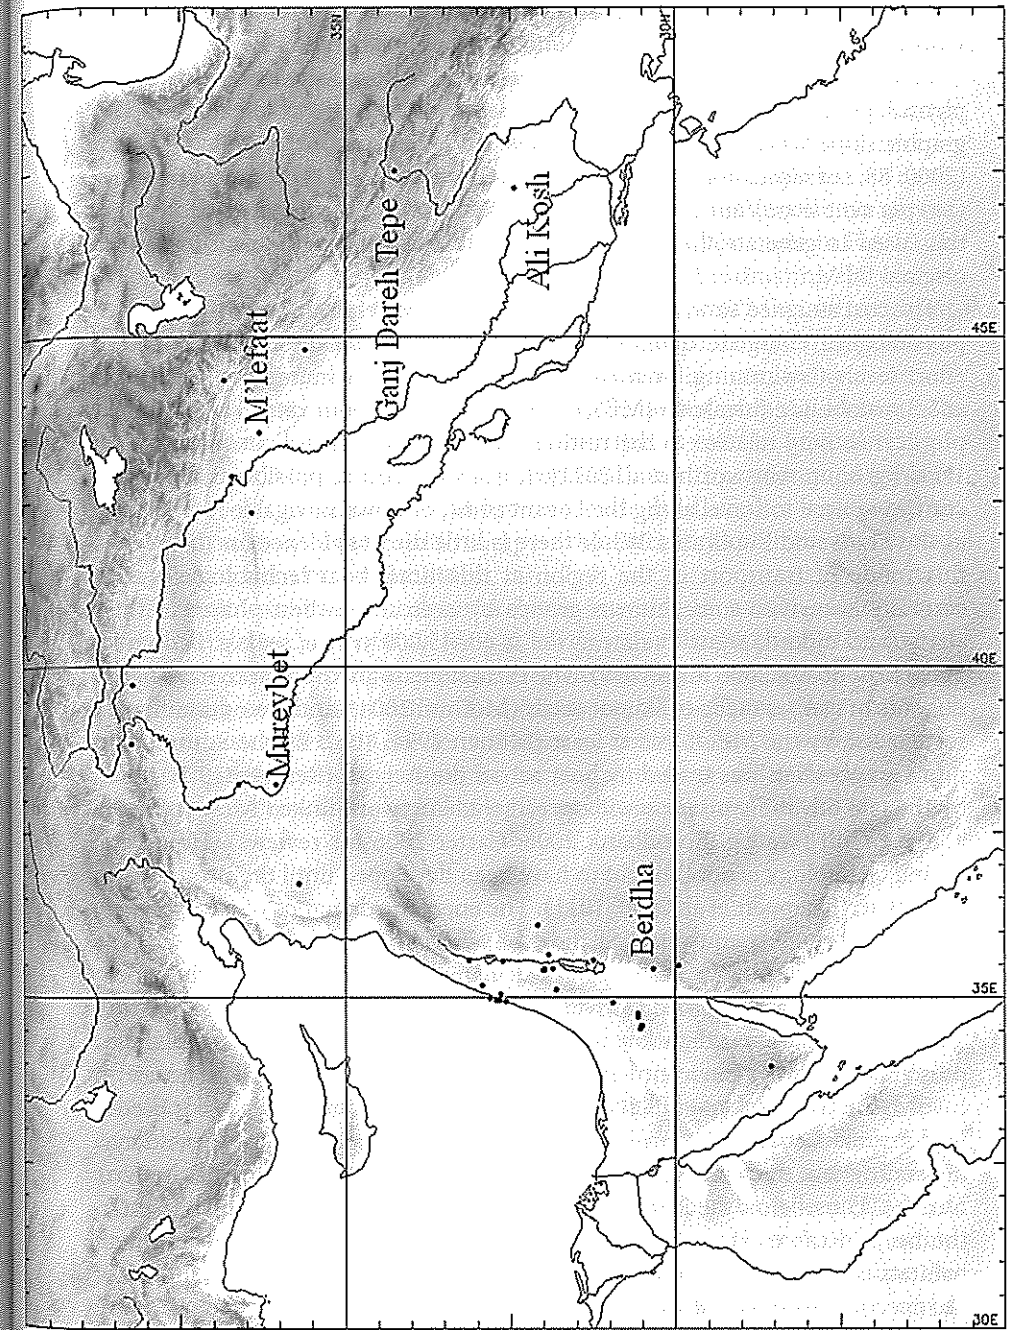 35N
30N
Ganj Dareh Tepe
Ali Kosh
M'lefaat
45E
40E
Mureybet
Beidha
35E
30E